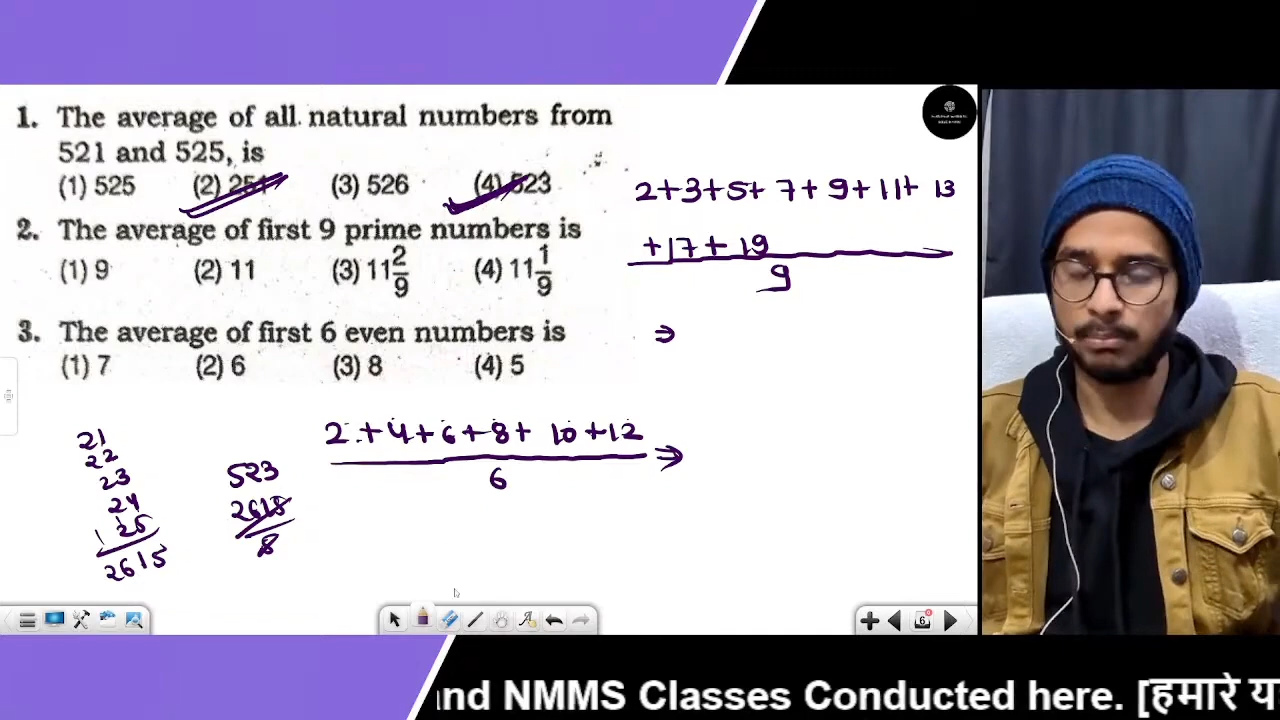 1. The average of all natural numbers from
521 and 525, is
(1) 525 (2) 251 (3) 526 (4) 523
2. The average of first 9 prime numbers is
(1) 9 (2) 11 (3) 11 2/9 (4) 11 1/9
3. The average of first 6 even numbers is
(1) 7 (2) 6 (3) 8 (4) 5
2+3+5+ 7+9+11+ 13
+17+19
9
→
2+4+6+8+ 10+12
6
→
21
22
23
24
25
2615
523
2615
6
and NMMS Classes Conducted here. [हमारे य